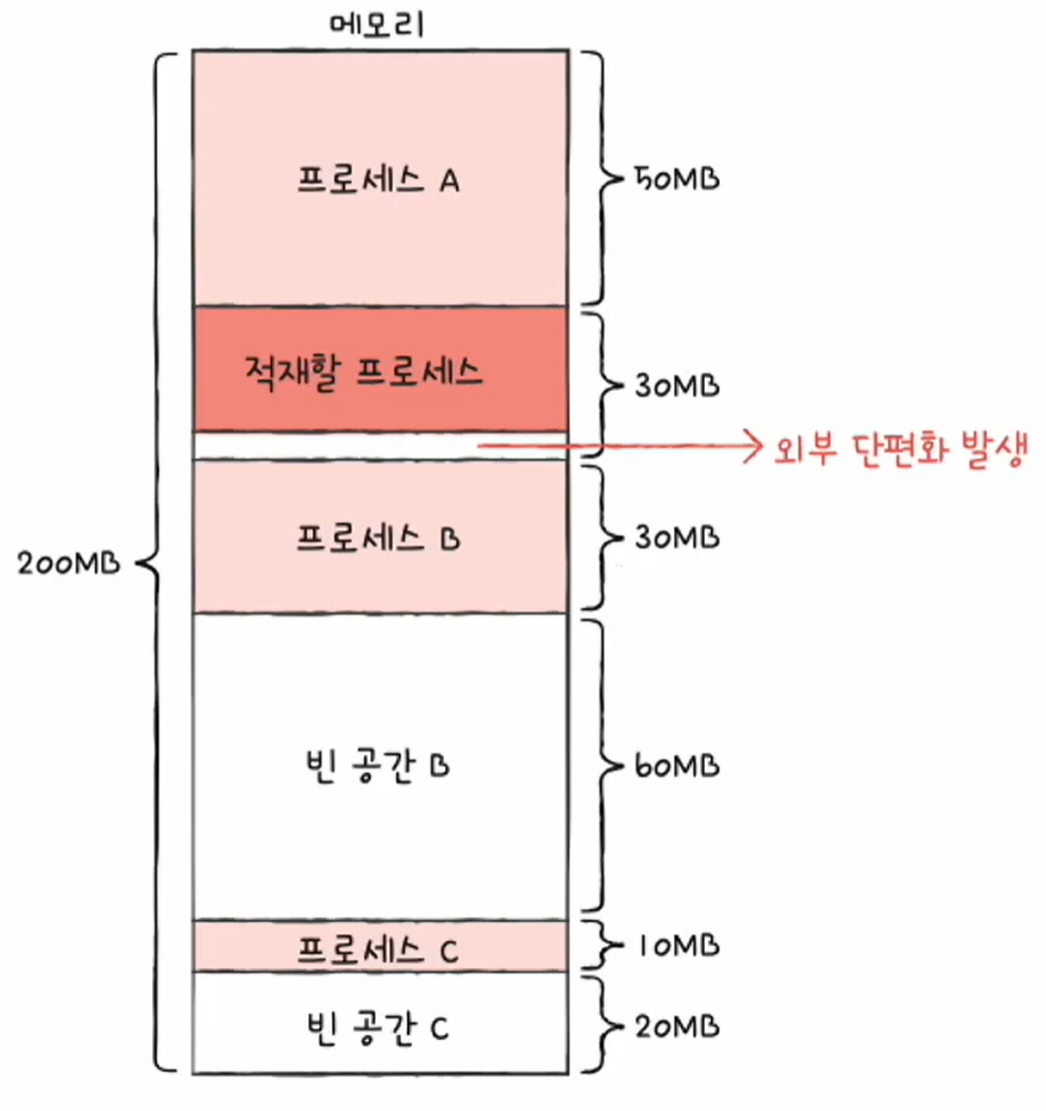 메모리
프로세스 A
50MB
적재할 프로세스
30MB
외부 단편화 발생
프로세스 B
30MB
200MB
빈 공간 B
60MB
프로세스 C
10MB
빈 공간 C
20MB